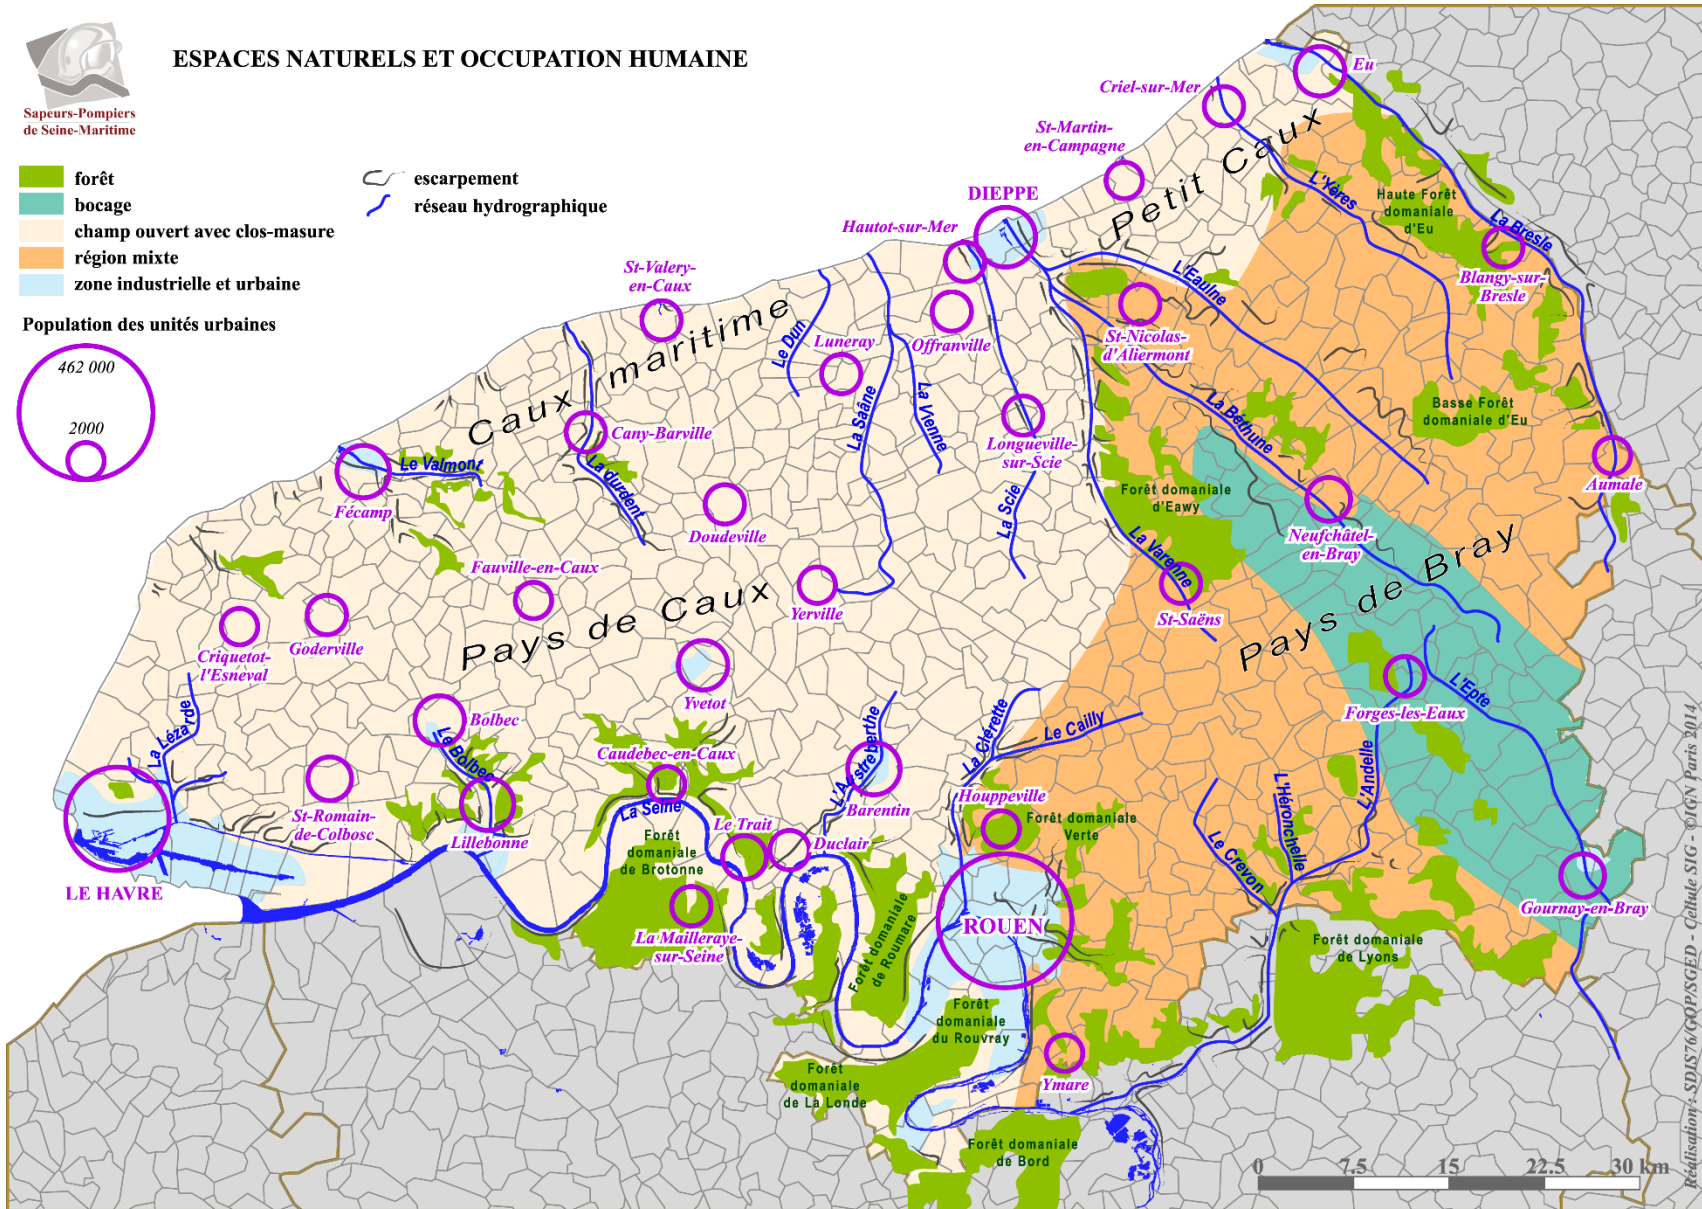 ESPACES NATURELS ET OCCUPATION HUMAINE
Sapeurs-Pompiers
de Seine-Maritime
forêt
bocage
champ ouvert avec clos-masure
région mixte
zone industrielle et urbaine
escarpement
réseau hydrographique
Population des unités urbaines
462 000
2000
Eu
Criel-sur-Mer
St-Martin-
en-Campagne
Petit Caux
DIEPPE
Hautot-sur-Mer
L'Yères
Haute Forêt
domaniale
d'Eu
La Bresle
Blangy-sur-
Bresle
St-Valery-
en-Caux
Caux maritime
Le Dun
Luneray
Offranville
L'Eaulne
St-Nicolas-
d'Aliermont
La Saâne
La Vienne
La Béthune
Basse Forêt
domaniale d'Eu
Cany-Barville
Longueville-
sur-Scie
Aumale
Le Valmont
Fécamp
La durdent
Doudeville
La Scie
Forêt domaniale
d'Eawy
Neufchâtel-
en-Bray
La Varenne
St-Saëns
Pays de Bray
Fauville-en-Caux
Yerville
Pays de Caux
Criquetot-
l'Esneval
Goderville
Yvetot
Forges-les-Eaux
L'Epte
La Lézarde
Bolbec
Le Bolbec
Caudebec-en-Caux
L'Austreberthe
La Clerette
Le Cailly
L'Andelle
L'Héronchelle
Le Crevon
St-Romain-
de-Colbosc
Lillebonne
La Seine
Barentin
Houppeville
Forêt domaniale
Verte
Le Trait
Duclair
Forêt
domaniale
de Brotonne
LE HAVRE
La Mailleraye-
sur-Seine
Forêt domaniale
de Roumare
ROUEN
Gournay-en-Bray
Forêt domaniale
de Lyons
Forêt
domaniale
du Rouvray
Ymare
Forêt
domaniale
de La Londe
Forêt domaniale
de Bord
0 7.5 15 22.5 30 km
Réalisation : SDIS76/GOP/SGED - Cellule SIG - ©IGN Paris 2014